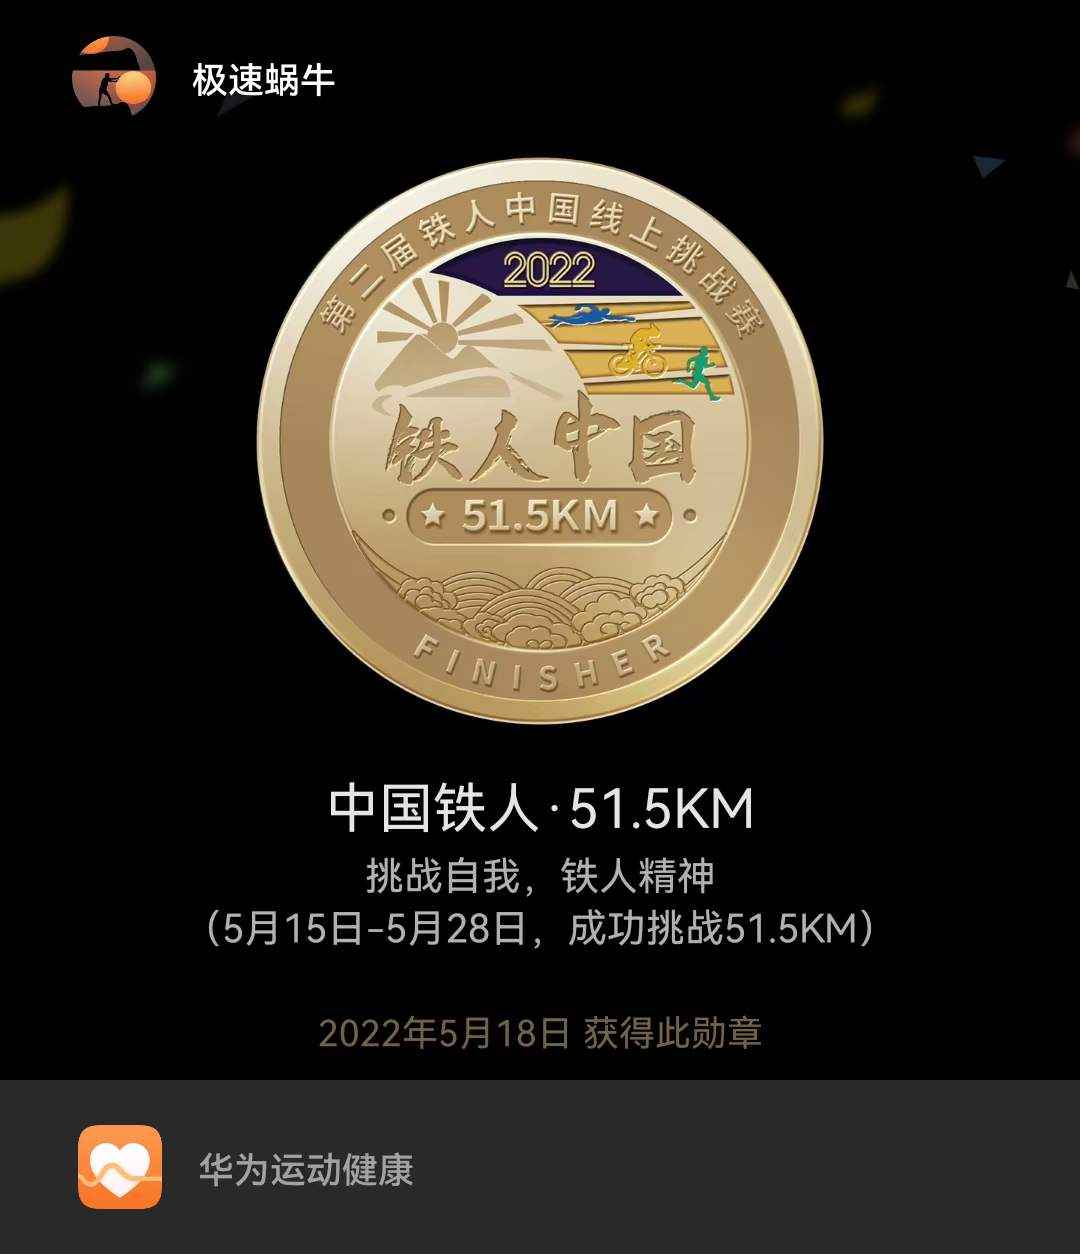 极速蜗牛
第二届铁人中国线上挑战赛
2022
铁人中国
51.5KM
FINISHER
中国铁人·51.5KM
挑战自我，铁人精神
（5月15日-5月28日，成功挑战51.5KM）
2022年5月18日 获得此勋章
华为运动健康